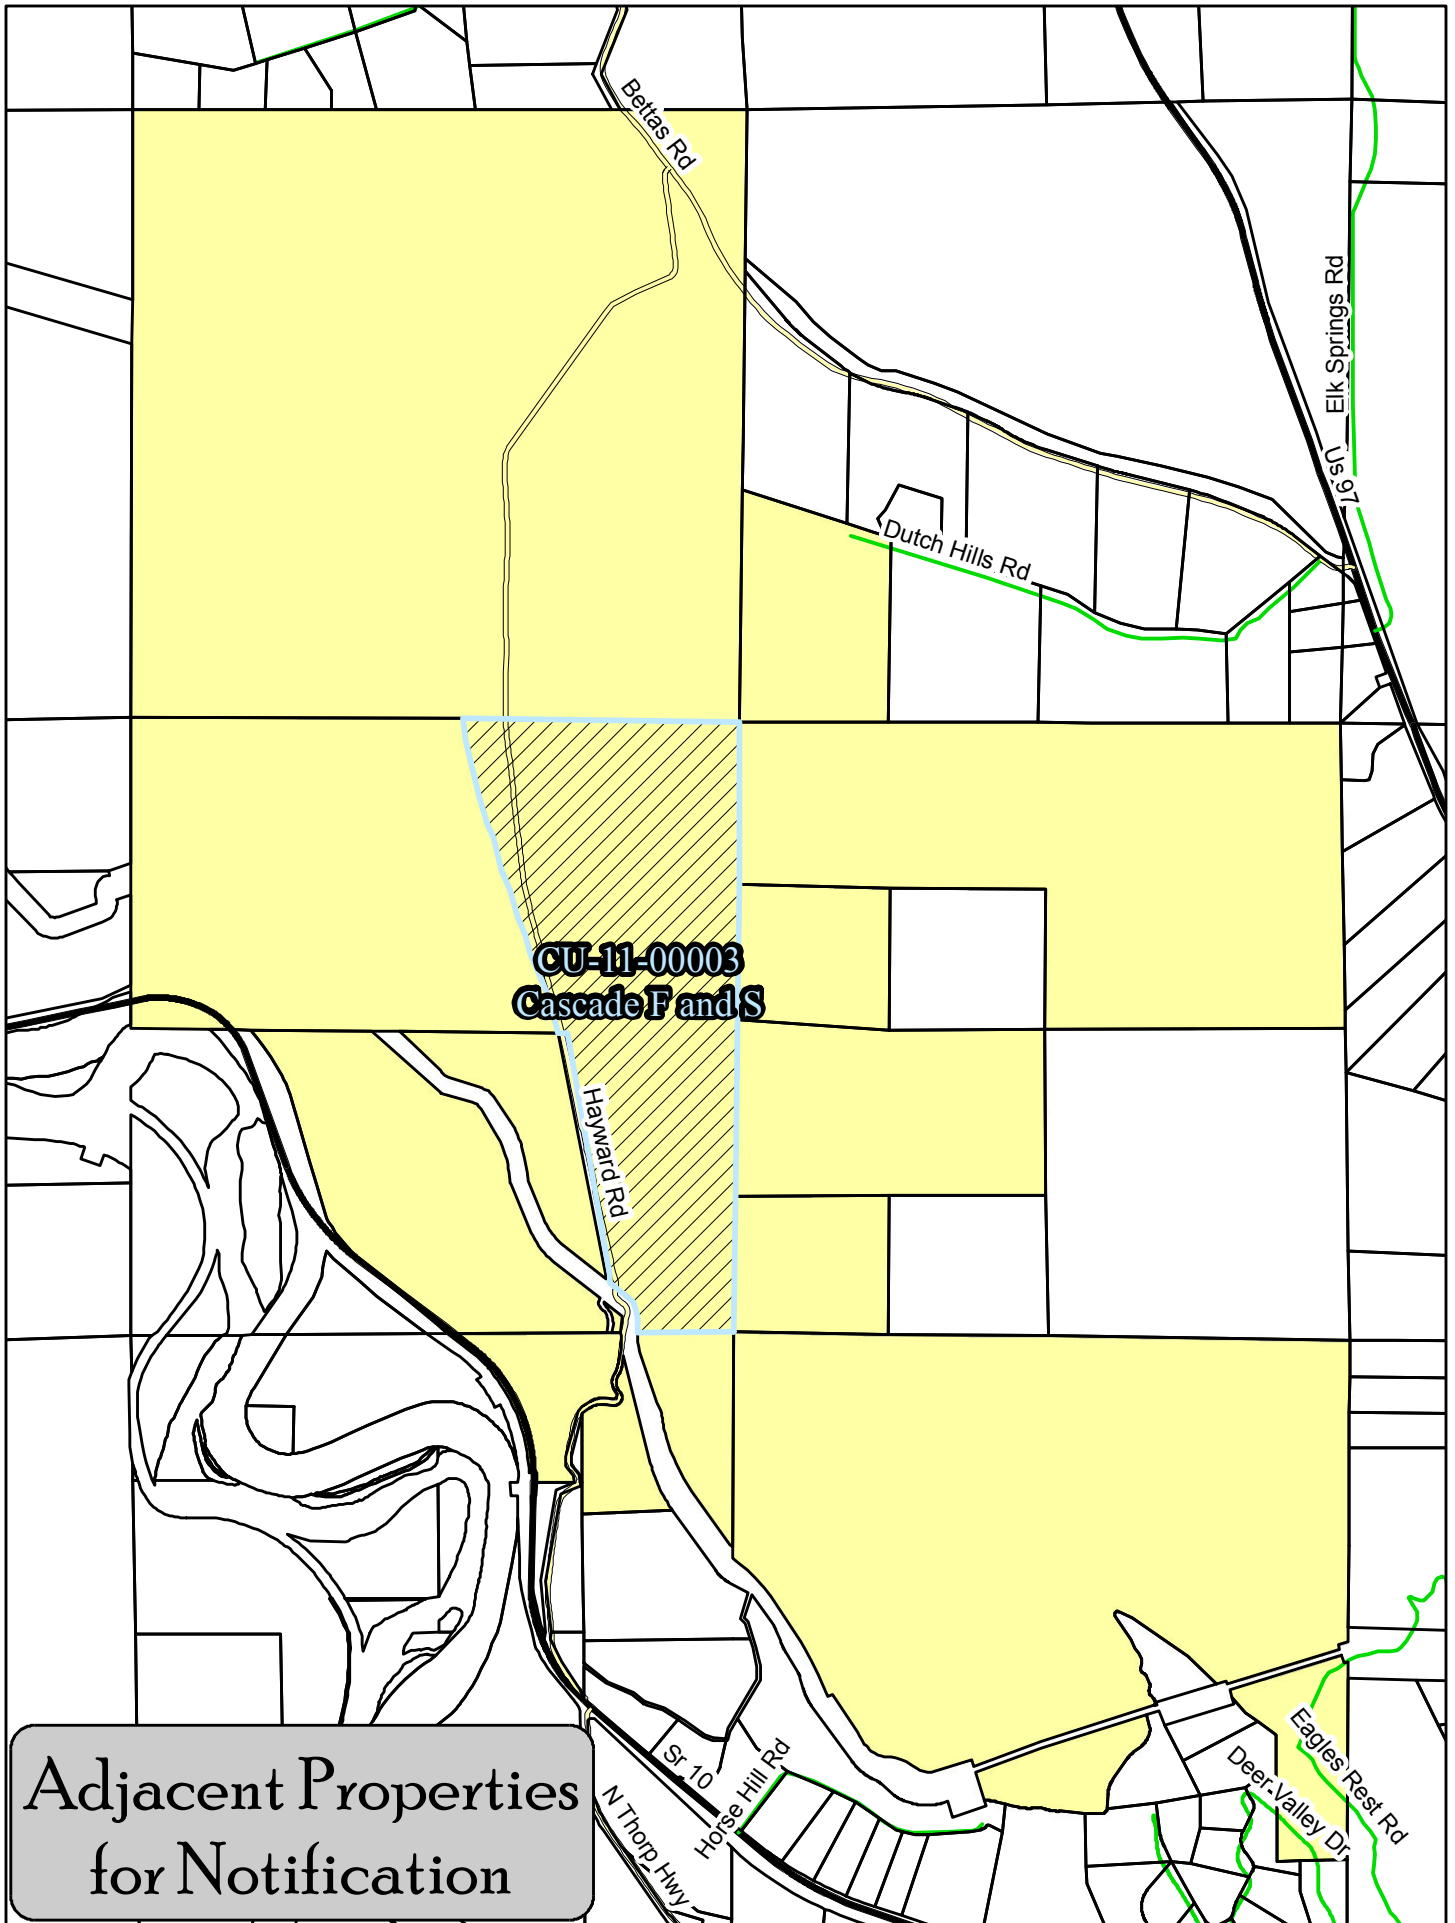 Bettas Rd
Elk Springs Rd
Us 97
Dutch Hills Rd
CU-11-00003
Cascade F and S
Hayward Rd
Sr 10
Horse Hill Rd
N Thorp Hwy
Eagles Rest Rd
Deer Valley Dr
Adjacent Properties
for Notification